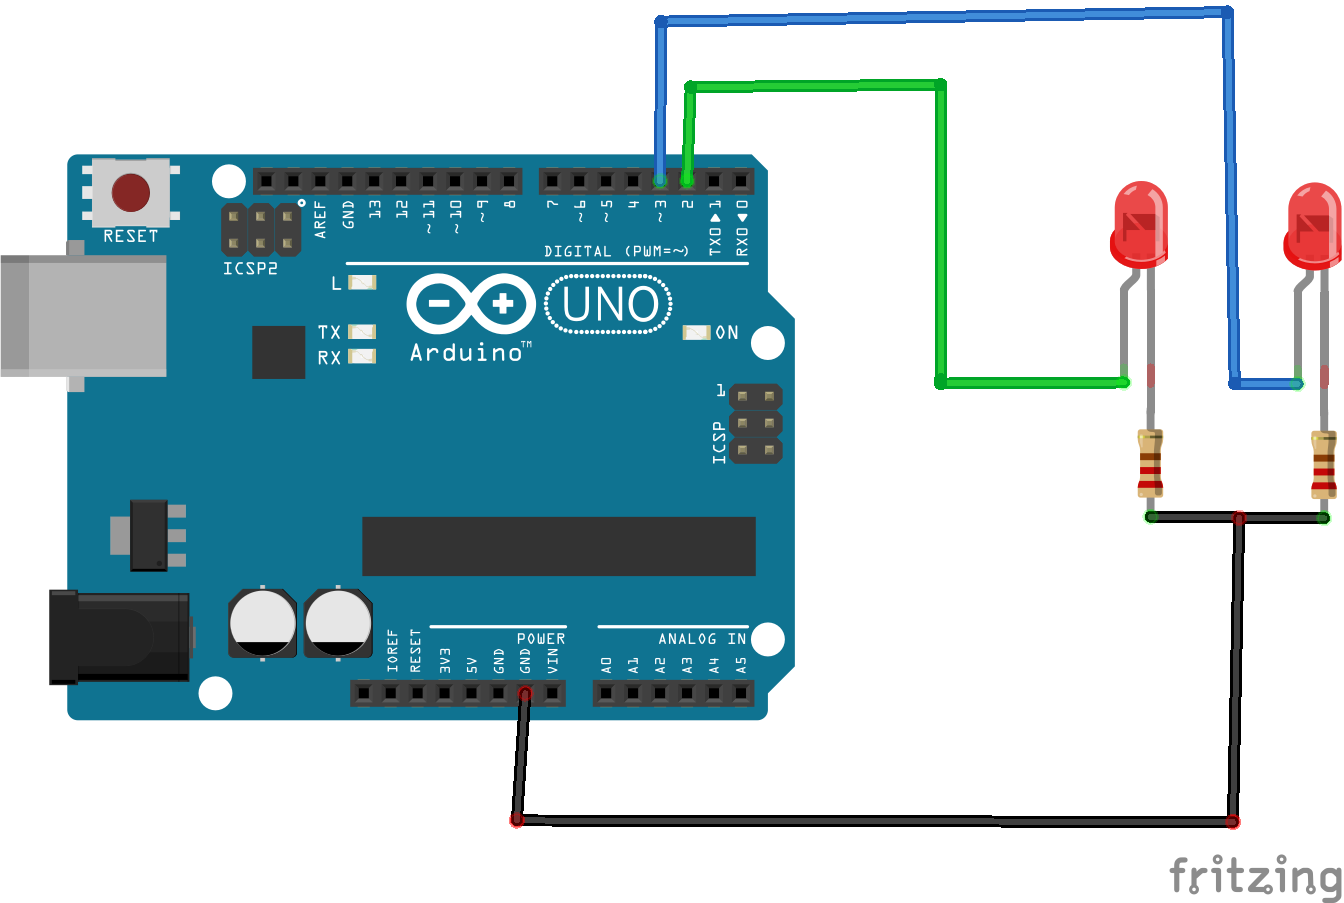 RESET
ICSP2
AREF
GND
13
12
~11
~10
~9
8
7
~6
~5
4
~3
2
TX0▶1
RX0◀0
DIGITAL (PWM=~)
L
TX
RX
UNO
Arduino™
ON
1
ICSP
POWER
ANALOG IN
IOREF
RESET
3V3
5V
GND
GND
VIN
A0
A1
A2
A3
A4
A5
fritzing